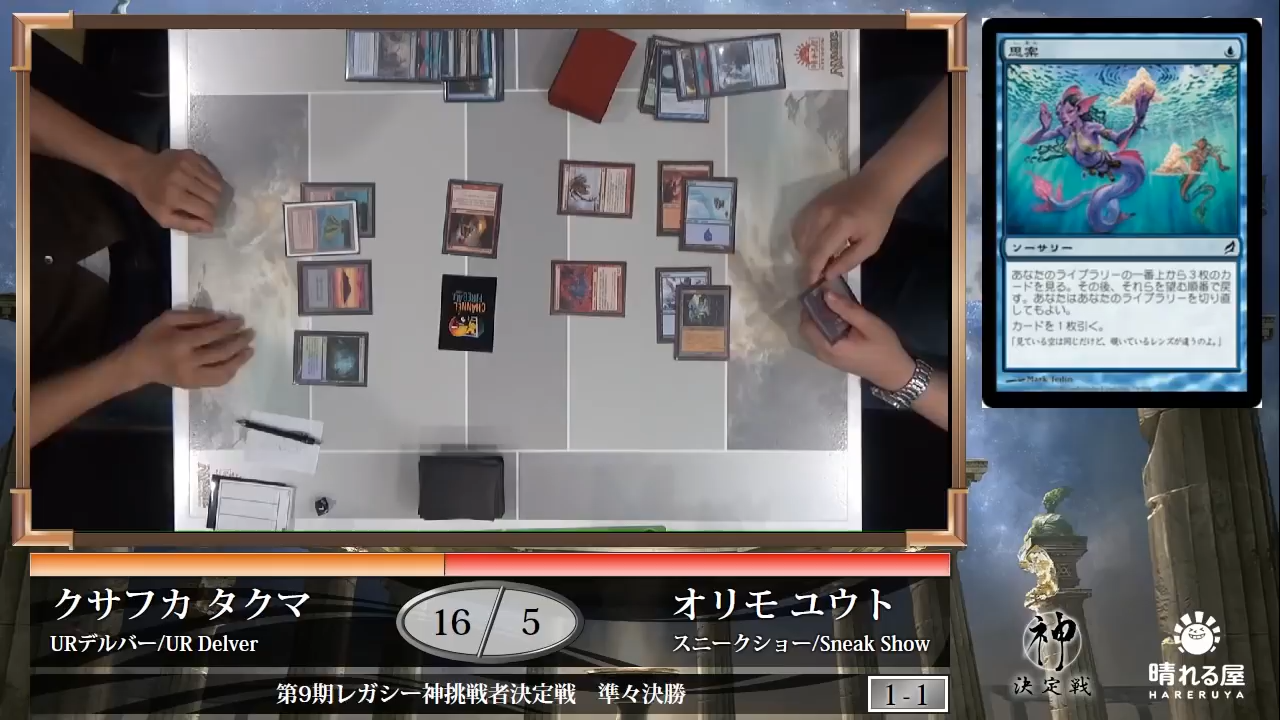 思案
ソーサリー
あなたのライブラリーの一番上から３枚のカ
ードを見る。その後、それらを望む順番で戻
す。あなたはあなたのライブラリーを切り直
してもよい。
カードを１枚引く。
「見ている空は同じだけど、覗いているレンズが違うのよ。」
Mark Tedin
CHANNEL
クサフカ タクマ
URデルバー/UR Delver
16/5
オリモ ユウト
スニークショー/Sneak Show
第9期レガシー神挑戦者決定戦 準々決勝
1-1
神
決定戦
晴れる屋
HARERUYA